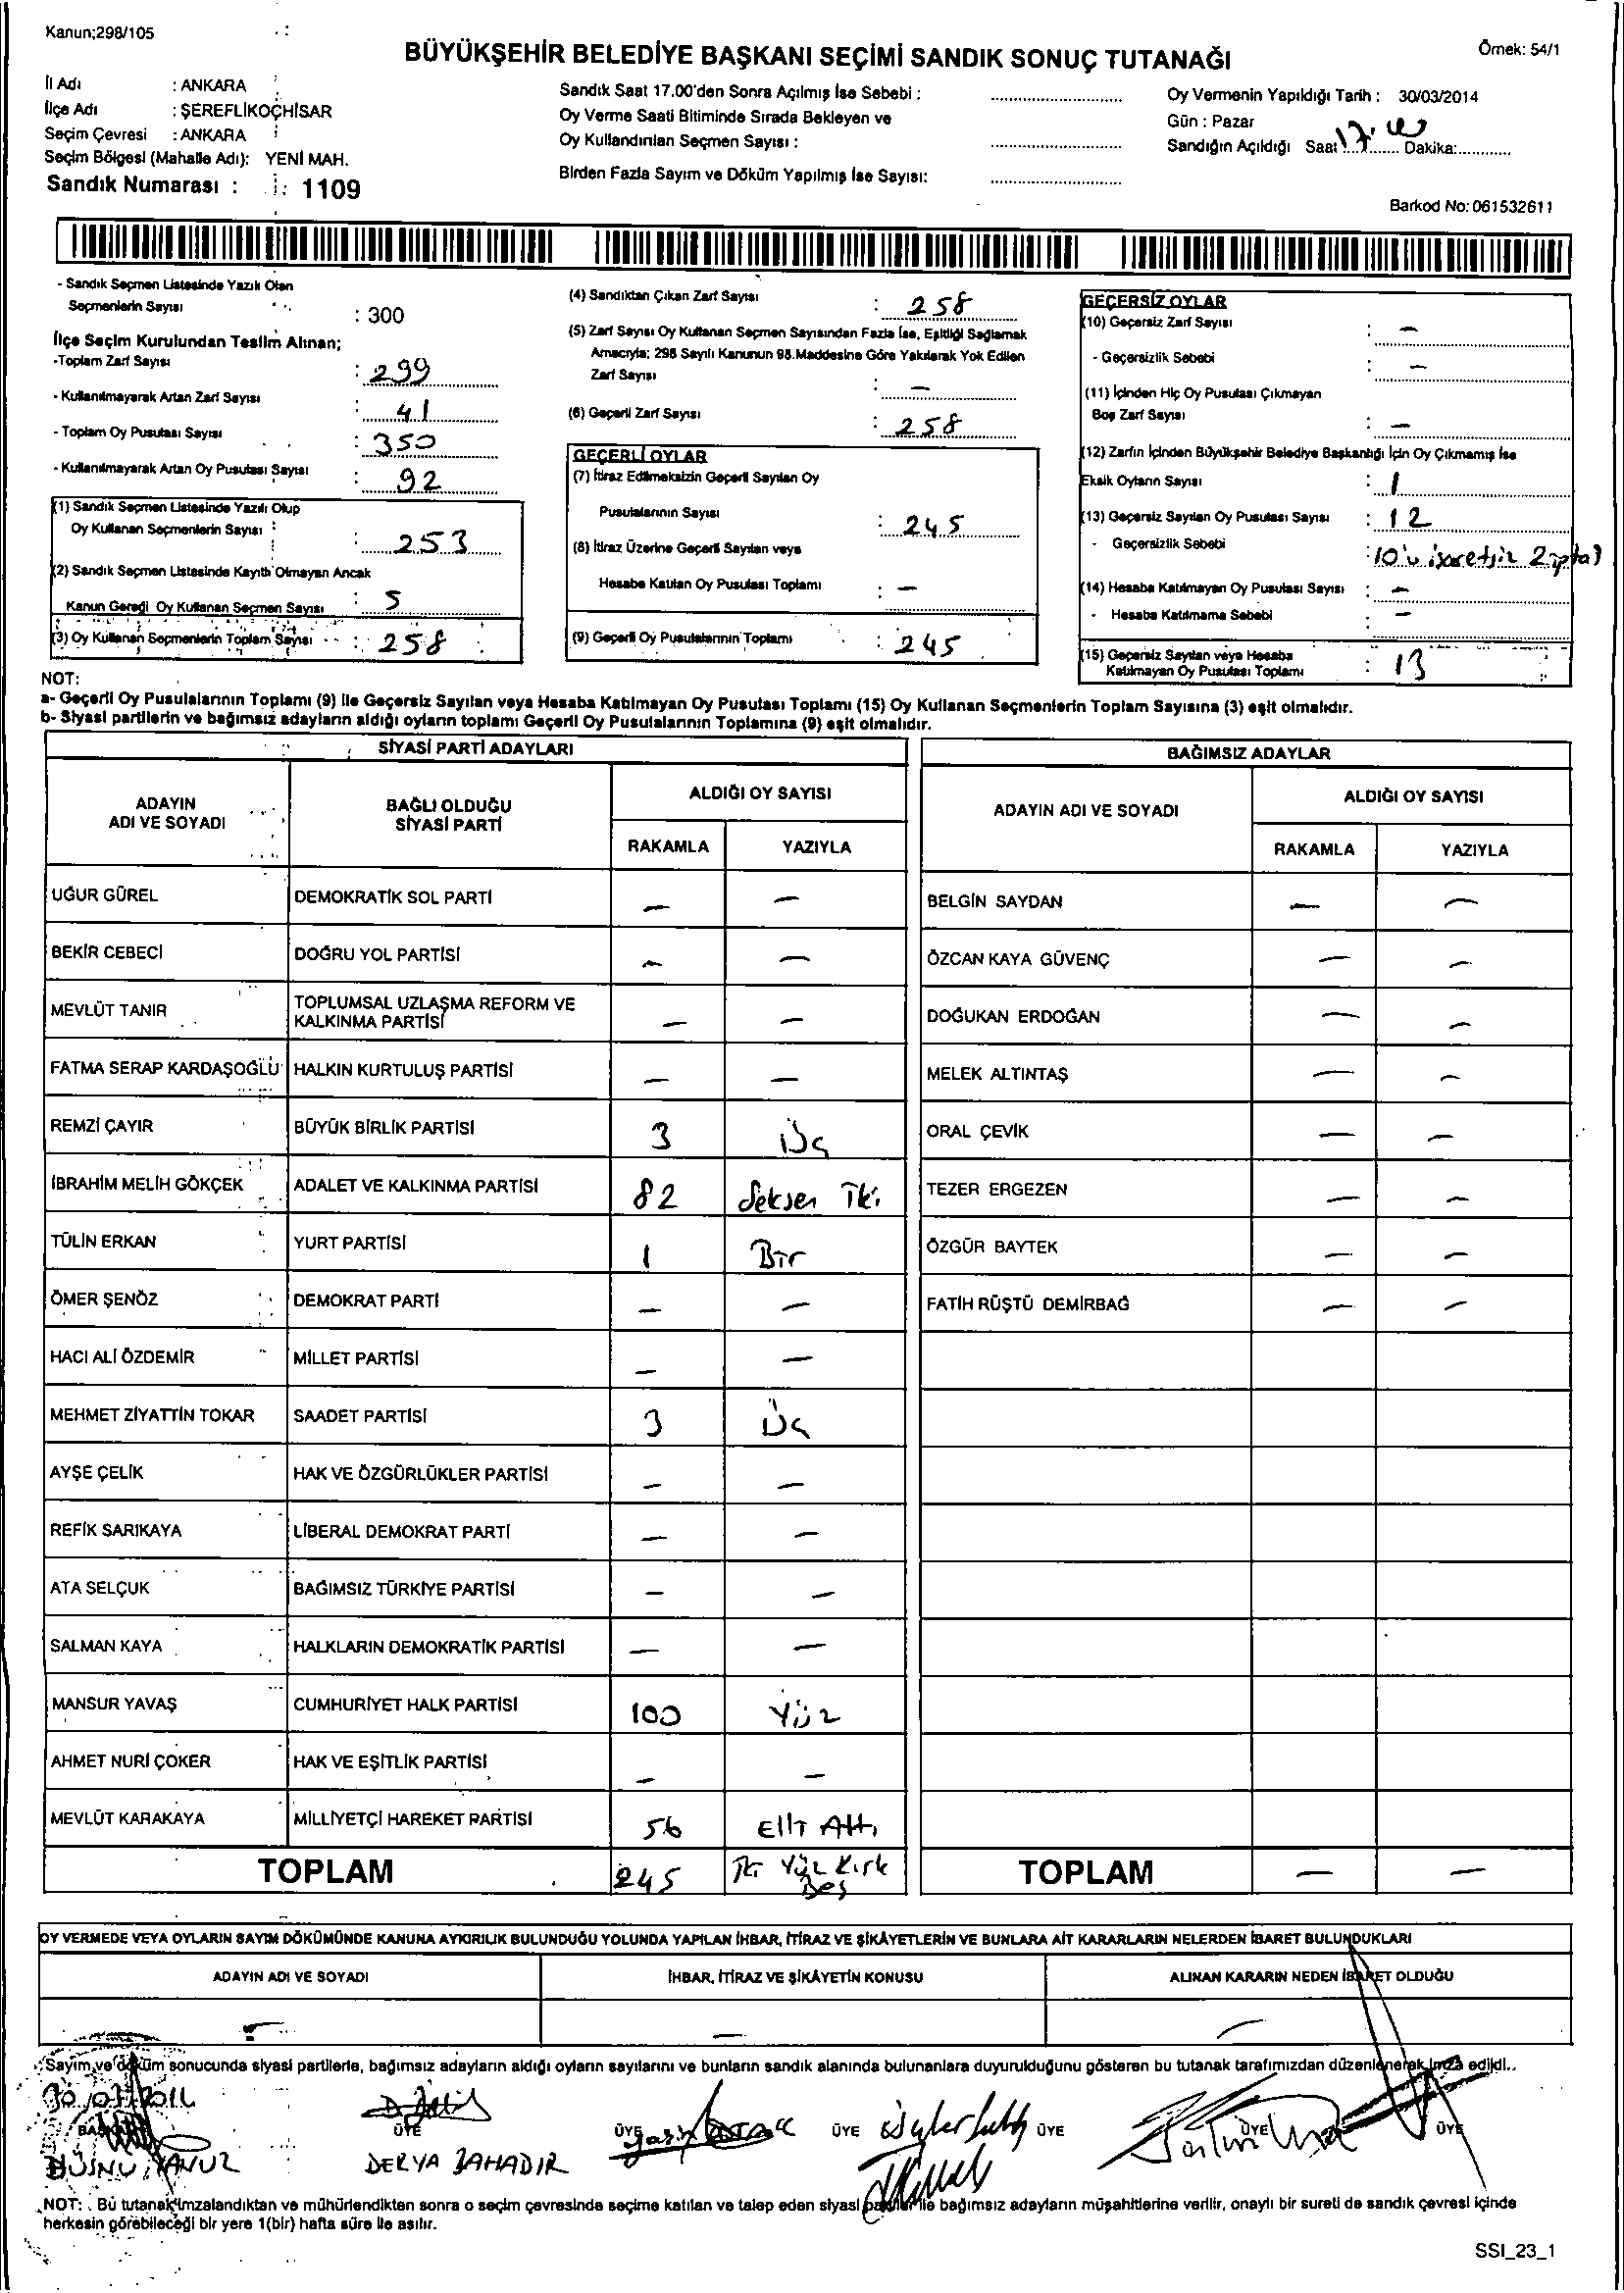 Kanun;298/105
Örnek: 54/1
BÜYÜKŞEHİR BELEDİYE BAŞKANI SEÇİMİ SANDIK SONUÇ TUTANAĞI
İl Adı : ANKARA
İlçe Adı : ŞEREFLİKOÇHİSAR
Seçim Çevresi : ANKARA
Seçim Bölgesi (Mahalle Adı): YENİ MAH.
Sandık Numarası : 1109
Sandık Saat 17.00'den Sonra Açılmış İse Sebebi :
Oy Verme Saati Bitiminde Sırada Bekleyen ve
Oy Kullandırılan Seçmen Sayısı :
Birden Fazla Sayım ve Döküm Yapılmış İse Sayısı:
Oy Vermenin Yapıldığı Tarih : 30/03/2014
Gün : Pazar
Sandığın Açıldığı Saat 17. Dakika:
Barkod No: 061532611
- Sandık Seçmen Listesinde Yazılı Olan
Seçmenlerin Sayısı : 300
İlçe Seçim Kurulundan Teslim Alınan;
-Toplam Zarf Sayısı : 299
- Kullanılmayarak Artan Zarf Sayısı : 41
- Toplam Oy Pusulası Sayısı : 350
- Kullanılmayarak Artan Oy Pusulası Sayısı : 92
(1) Sandık Seçmen Listesinde Yazılı Olup
Oy Kullanan Seçmenlerin Sayısı : 253
(2) Sandık Seçmen Listesinde Kayıtlı Olmayan Ancak
Kanun Gereği Oy Kullanan Seçmen Sayısı : 5
(3) Oy Kullanan Seçmenlerin Toplam Sayısı : 258
(4) Sandıktan Çıkan Zarf Sayısı : 258
(5) Zarf Sayısı Oy Kullanan Seçmen Sayısından Fazla İse, Eşitliği Sağlamak
Amacıyla; 298 Sayılı Kanunun 98.Maddesine Göre Yakılarak Yok Edilen
Zarf Sayısı : —
(6) Geçerli Zarf Sayısı : 258
GEÇERLİ OYLAR
(7) İtiraz Edilmeksizin Geçerli Sayılan Oy
Pusulalarının Sayısı : 245
(8) İtiraz Üzerine Geçerli Sayılan veya
Hesaba Katılan Oy Pusulası Toplamı : —
(9) Geçerli Oy Pusulalarının Toplamı : 245
GEÇERSİZ OYLAR
(10) Geçersiz Zarf Sayısı : —
- Geçersizlik Sebebi : —
(11) İçinden Hiç Oy Pusulası Çıkmayan
Boş Zarf Sayısı : —
(12) Zarfın İçinden Büyükşehir Belediye Başkanlığı İçin Oy Çıkmamış İse
Eksik Oyların Sayısı : 1
(13) Geçersiz Sayılan Oy Pusulası Sayısı : 12
- Geçersizlik Sebebi : 10'u işaretsiz 2 iptal
(14) Hesaba Katılmayan Oy Pusulası Sayısı : —
- Hesaba Katılmama Sebebi : —
(15) Geçersiz Sayılan veya Hesaba
Katılmayan Oy Pusulası Toplamı : 13
NOT:
a- Geçerli Oy Pusulalarının Toplamı (9) ile Geçersiz Sayılan veya Hesaba Katılmayan Oy Pusulası Toplamı (15) Oy Kullanan Seçmenlerin Toplam Sayısına (3) eşit olmalıdır.
b- Siyasi partilerin ve bağımsız adayların aldığı oyların toplamı Geçerli Oy Pusulalarının Toplamına (9) eşit olmalıdır.
SİYASİ PARTİ ADAYLARI
ADAYIN ADI VE SOYADI BAĞLI OLDUĞU SİYASİ PARTİ ALDIĞI OY SAYISI
RAKAMLA YAZIYLA
UĞUR GÜREL DEMOKRATİK SOL PARTİ — —
BEKİR CEBECİ DOĞRU YOL PARTİSİ — —
MEVLÜT TANIR TOPLUMSAL UZLAŞMA REFORM VE KALKINMA PARTİSİ — —
FATMA SERAP KARDAŞOĞLU HALKIN KURTULUŞ PARTİSİ — —
REMZİ ÇAYIR BÜYÜK BİRLİK PARTİSİ 3 Üç
İBRAHİM MELİH GÖKÇEK ADALET VE KALKINMA PARTİSİ 82 Seksen İki
TÜLİN ERKAN YURT PARTİSİ 1 Bir
ÖMER ŞENÖZ DEMOKRAT PARTİ — —
HACI ALİ ÖZDEMİR MİLLET PARTİSİ — —
MEHMET ZİYATTİN TOKAR SAADET PARTİSİ 3 Üç
AYŞE ÇELİK HAK VE ÖZGÜRLÜKLER PARTİSİ — —
REFİK SARIKAYA LİBERAL DEMOKRAT PARTİ — —
ATA SELÇUK BAĞIMSIZ TÜRKİYE PARTİSİ — —
SALMAN KAYA HALKLARIN DEMOKRATİK PARTİSİ — —
MANSUR YAVAŞ CUMHURİYET HALK PARTİSİ 100 Yüz
AHMET NURİ ÇOKER HAK VE EŞİTLİK PARTİSİ — —
MEVLÜT KARAKAYA MİLLİYETÇİ HAREKET PARTİSİ 56 Elli Altı
TOPLAM 245 İki Yüz Kırk Beş
BAĞIMSIZ ADAYLAR
ADAYIN ADI VE SOYADI ALDIĞI OY SAYISI
RAKAMLA YAZIYLA
BELGİN SAYDAN — —
ÖZCAN KAYA GÜVENÇ — —
DOĞUKAN ERDOĞAN — —
MELEK ALTINTAŞ — —
ORAL ÇEVİK — —
TEZER ERGEZEN — —
ÖZGÜR BAYTEK — —
FATİH RÜŞTÜ DEMİRBAĞ — —
TOPLAM — —
OY VERMEDE VEYA OYLARIN SAYIM DÖKÜMÜNDE KANUNA AYKIRILIK BULUNDUĞU YOLUNDA YAPILAN İHBAR, İTİRAZ VE ŞİKÂYETLERİN VE BUNLARA AİT KARARLARIN NELERDEN İBARET BULUNDUKLARI
ADAYIN ADI VE SOYADI İHBAR, İTİRAZ VE ŞİKÂYETİN KONUSU ALINAN KARARIN NEDEN İBARET OLDUĞU
— — —
Sayım ve döküm sonucunda siyasi partilerle, bağımsız adayların aldığı oyların sayılarını ve bunların sandık alanında bulunanlara duyurulduğunu gösteren bu tutanak tarafımızdan düzenlenerek imza edildi..
BAŞKAN ÜYE ÜYE ÜYE ÜYE ÜYE ÜYE
HÜSNÜ YAVUZ DERYA BAHADIR
NOT: . Bu tutanak imzalandıktan ve mühürlendikten sonra o seçim çevresinde seçime katılan ve talep eden siyasi partiler ile bağımsız adayların müşahitlerine verilir, onaylı bir sureti de sandık çevresi içinde
herkesin görebileceği bir yere 1(bir) hafta süre ile asılır.
SSI_23_1